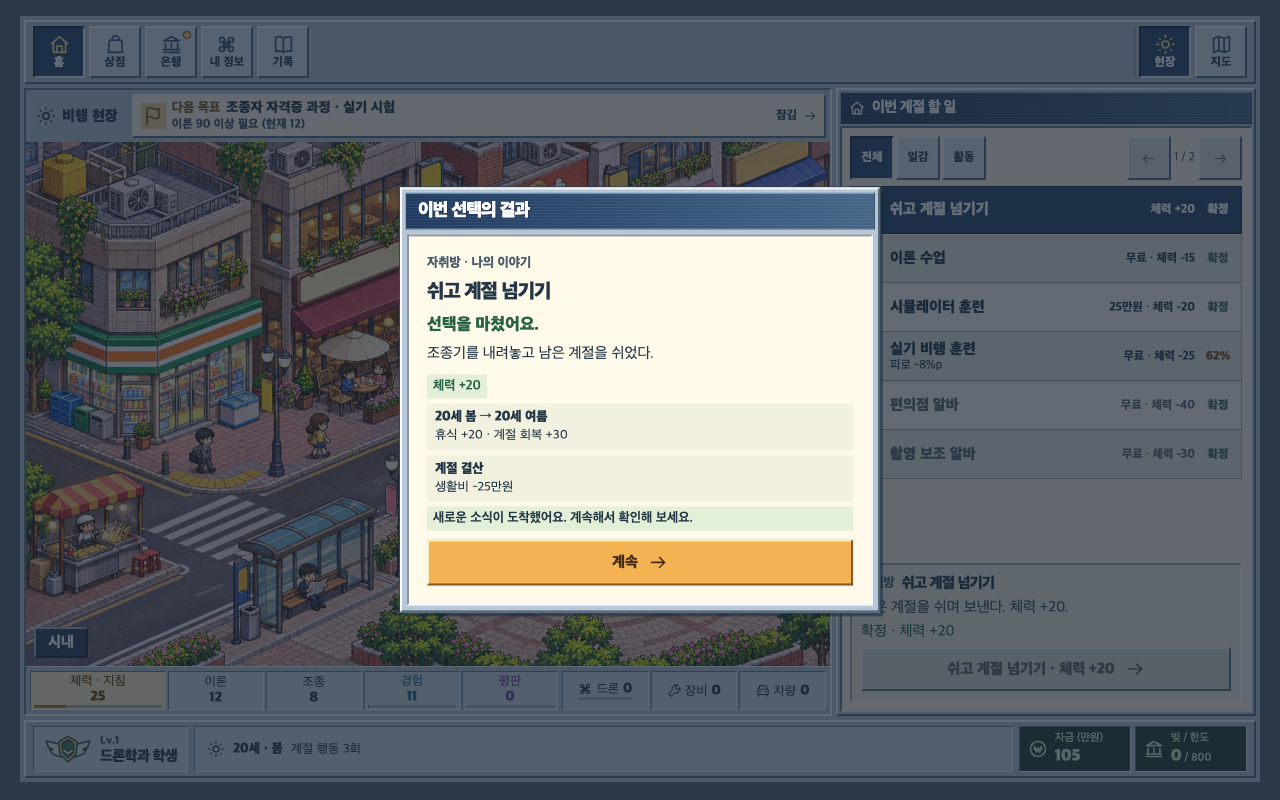 홈
상점
은행
내 정보
기록
현장
지도
비행 현장
다음 목표 조종자 자격증 과정 · 실기 시험
이론 90 이상 필요 (현재 12)
잠김 →
이번 계절 할 일
전체
일감
활동
←
1 / 2
→
쉬고 계절 넘기기 체력 +20 확정
이론 수업 무료 · 체력 -15 확정
시뮬레이터 훈련 25만원 · 체력 -20 확정
실기 비행 훈련 무료 · 체력 -25 62%
피로 -8%p
편의점 알바 무료 · 체력 -40 확정
촬영 보조 알바 무료 · 체력 -30 확정
이번 선택의 결과
자취방 · 나의 이야기
쉬고 계절 넘기기
선택을 마쳤어요.
조종기를 내려놓고 남은 계절을 쉬었다.
체력 +20
20세 봄 → 20세 여름
휴식 +20 · 계절 회복 +30
계절 결산
생활비 -25만원
새로운 소식이 도착했어요. 계속해서 확인해 보세요.
계속 →
방 쉬고 계절 넘기기
계절을 쉬며 보낸다. 체력 +20.
확정 · 체력 +20
쉬고 계절 넘기기 · 체력 +20 →
시내
체력 · 지침
25
이론
12
조종
8
경험
11
평판
0
드론 0
장비 0
차량 0
Lv.1
드론학과 학생
20세 · 봄 계절 행동 3회
자금 (만원)
105
빚 / 한도
0 / 800